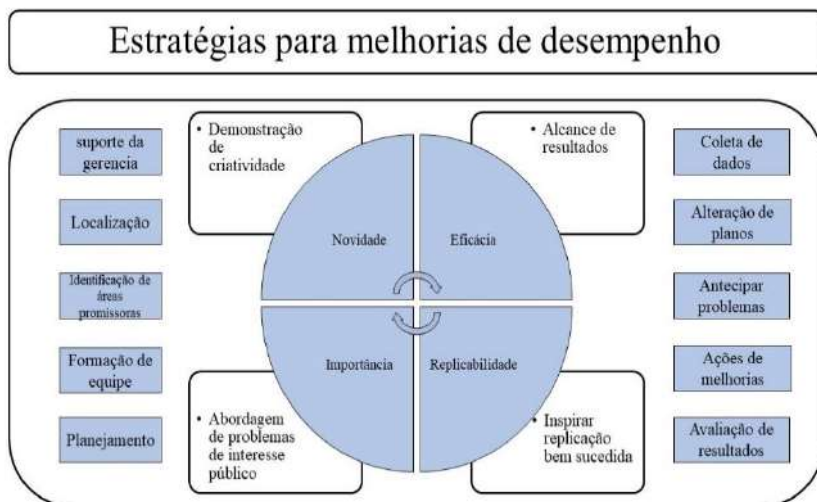 Estratégias para melhorias de desempenho
suporte da
gerencia
Localização
Identificação de
áreas
promissoras
Formação de
equipe
Planejamento
• Demonstração
de
criatividade
• Alcance de
resultados
Novidade
Eficácia
Importância
Replicabilidade
• Abordagem
de problemas
de interesse
público
• Inspirar
replicação
bem sucedida
Coleta de
dados
Alteração de
planos
Antecipar
problemas
Ações de
melhorias
Avaliação de
resultados